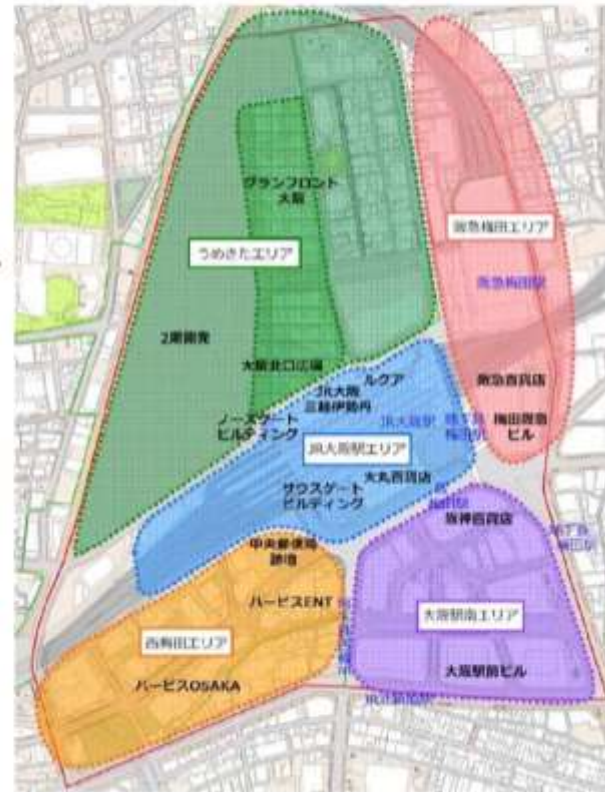 グランフロント
大阪
阪急梅田エリア
うめきたエリア
阪急梅田駅
2期開発
大阪北口広場
ルクア
JR大阪
三越伊勢丹
阪急百貨店
ノースゲート
ビルディング
JR大阪駅
梅田阪急
ビル
JR大阪駅エリア
大丸百貨店
サウスゲート
ビルディング
阪神百貨店
中央郵便局
跡地
ハービスENT
大阪駅南エリア
西梅田エリア
大阪駅前ビル
ハービスOSAKA